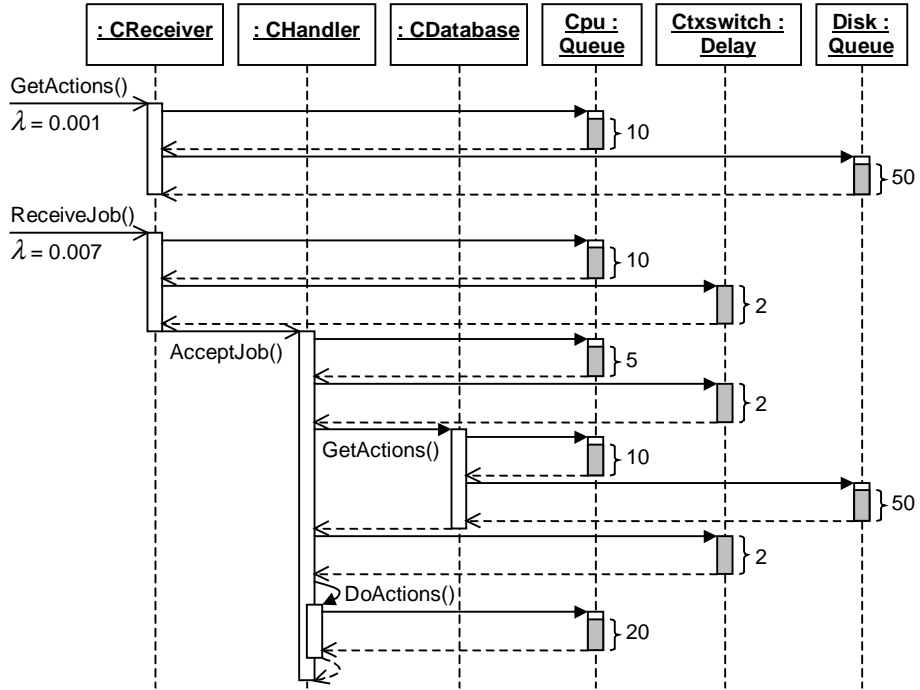 : CReceiver
: CHandler
: CDatabase
Cpu :
Queue
Ctxswitch :
Delay
Disk :
Queue
GetActions()
λ = 0.001
10
50
ReceiveJob()
λ = 0.007
10
2
AcceptJob()
5
2
GetActions()
10
50
2
DoActions()
20